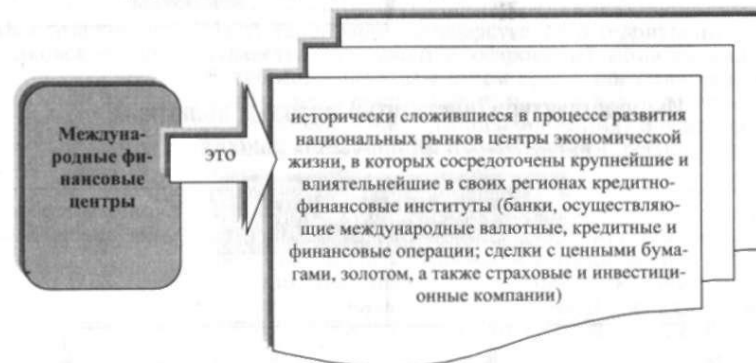 Междуна-
родные фи-
нансовые
центры
это
исторически сложившиеся в процессе развития
национальных рынков центры экономической
жизни, в которых сосредоточены крупнейшие и
влиятельнейшие в своих регионах кредитно-
финансовые институты (банки, осуществляю-
щие международные валютные, кредитные и
финансовые операции; сделки с ценными бума-
гами, золотом, а также страховые и инвестици-
онные компании)